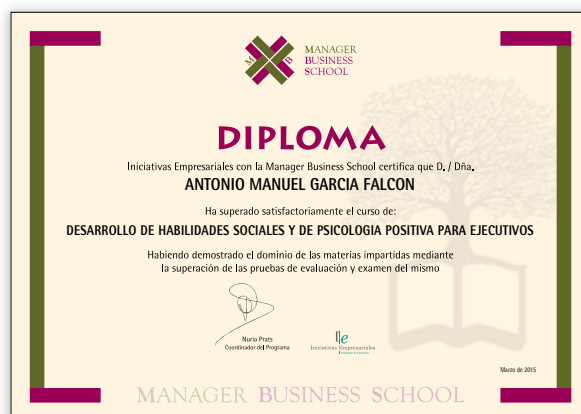 M B
MANAGER
BUSINESS
SCHOOL
DIPLOMA
Iniciativas Empresariales con la Manager Business School certifica que D. / Dña.
ANTONIO MANUEL GARCIA FALCON
Ha superado satisfactoriamente el curso de:
DESARROLLO DE HABILIDADES SOCIALES Y DE PSICOLOGIA POSITIVA PARA EJECUTIVOS
Habiendo demostrado el dominio de las materias impartidas mediante
la superación de las pruebas de evaluación y examen del mismo
Nuria Prats
Coordinador del Programa
Ie
Iniciativas Empresariales
Marzo de 2015
MANAGER BUSINESS SCHOOL